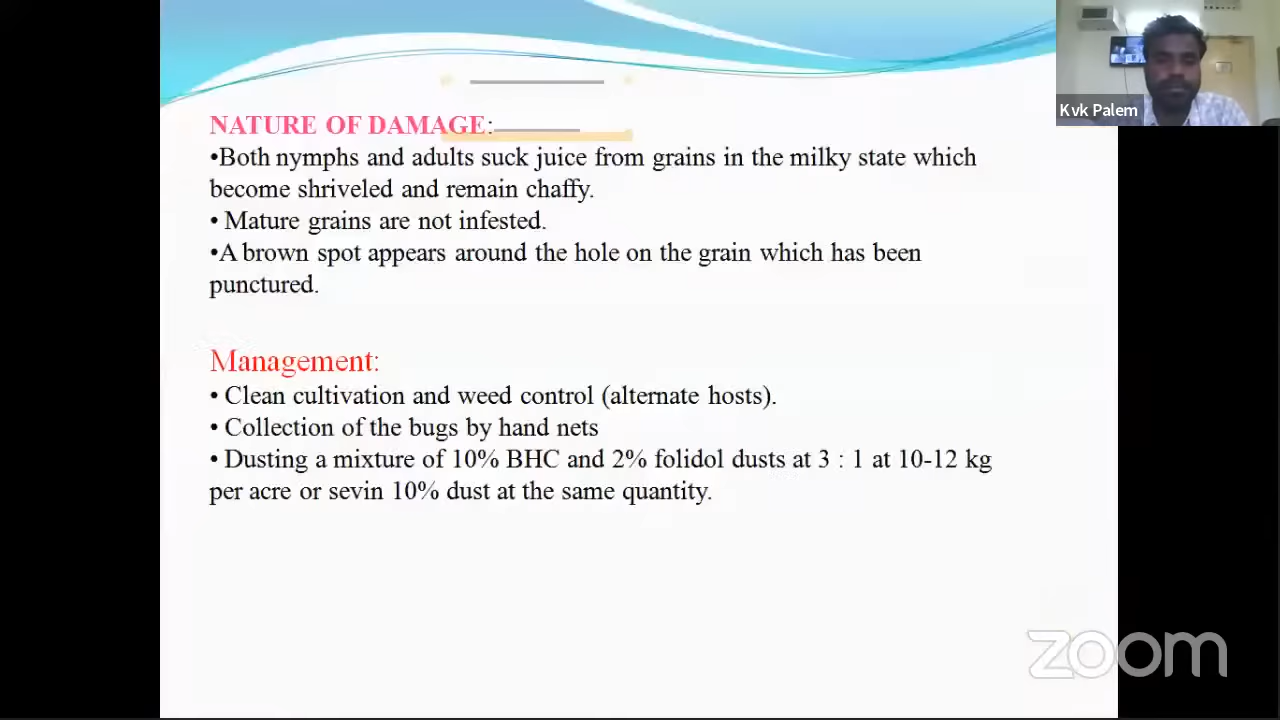 NATURE OF DAMAGE:
•Both nymphs and adults suck juice from grains in the milky state which
become shriveled and remain chaffy.
• Mature grains are not infested.
•A brown spot appears around the hole on the grain which has been
punctured.
Management:
• Clean cultivation and weed control (alternate hosts).
• Collection of the bugs by hand nets
• Dusting a mixture of 10% BHC and 2% folidol dusts at 3 : 1 at 10-12 kg
per acre or sevin 10% dust at the same quantity.
Kvk Palem
zoom